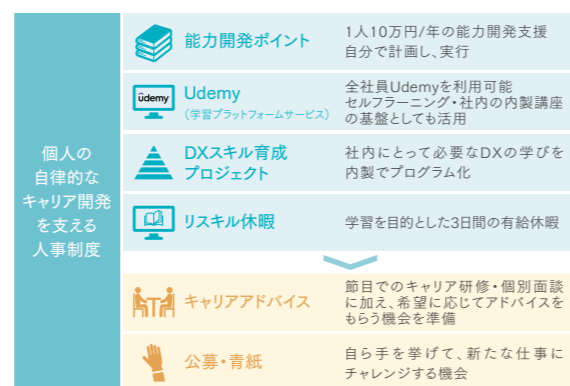 個人の
自律的な
キャリア開発
を支える
人事制度
能力開発ポイント
1人10万円/年の能力開発支援
自分で計画し、実行
ûdemy
Udemy
(学習プラットフォームサービス)
全社員Udemyを利用可能
セルフラーニング・社内の内製講座
の基盤としても活用
DXスキル育成
プロジェクト
社内にとって必要なDXの学びを
内製でプログラム化
リスキル休暇
学習を目的とした3日間の有給休暇
キャリアアドバイス
節目でのキャリア研修・個別面談
に加え、希望に応じてアドバイスを
もらう機会を準備
公募・青紙
自ら手を挙げて、新たな仕事に
チャレンジする機会